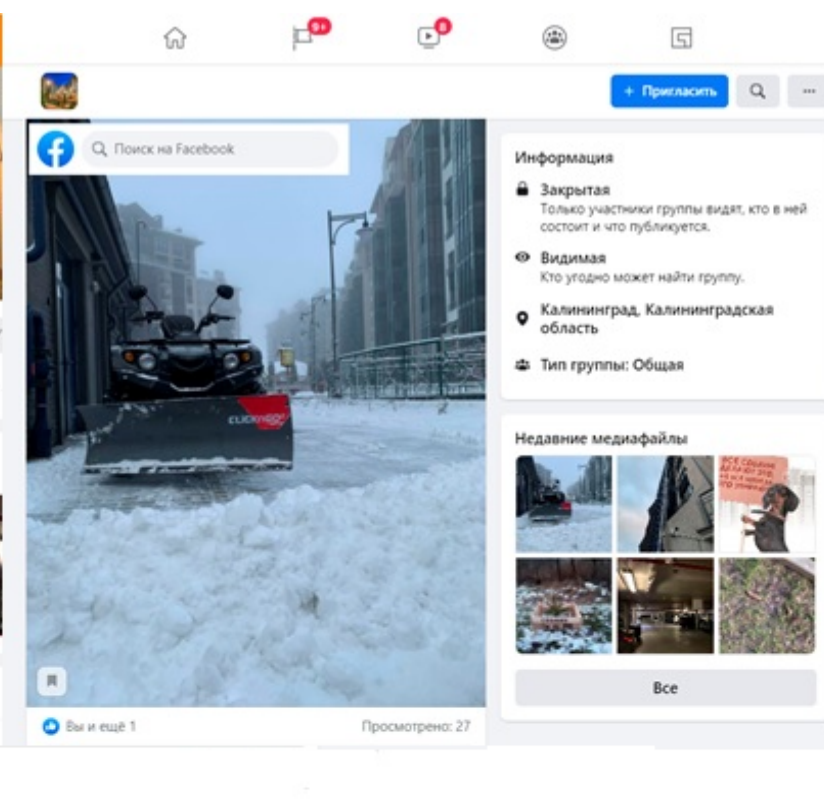 9+
8
+ Пригласить
Поиск на Facebook
CLICKnGO
Информация
Закрытая
Только участники группы видят, кто в ней
состоит и что публикуется.
Видимая
Кто угодно может найти группу.
Калининград, Калининградская
область
Тип группы: Общая
Недавние медиафайлы
Все
Вы и ещё 1
Просмотрено: 27